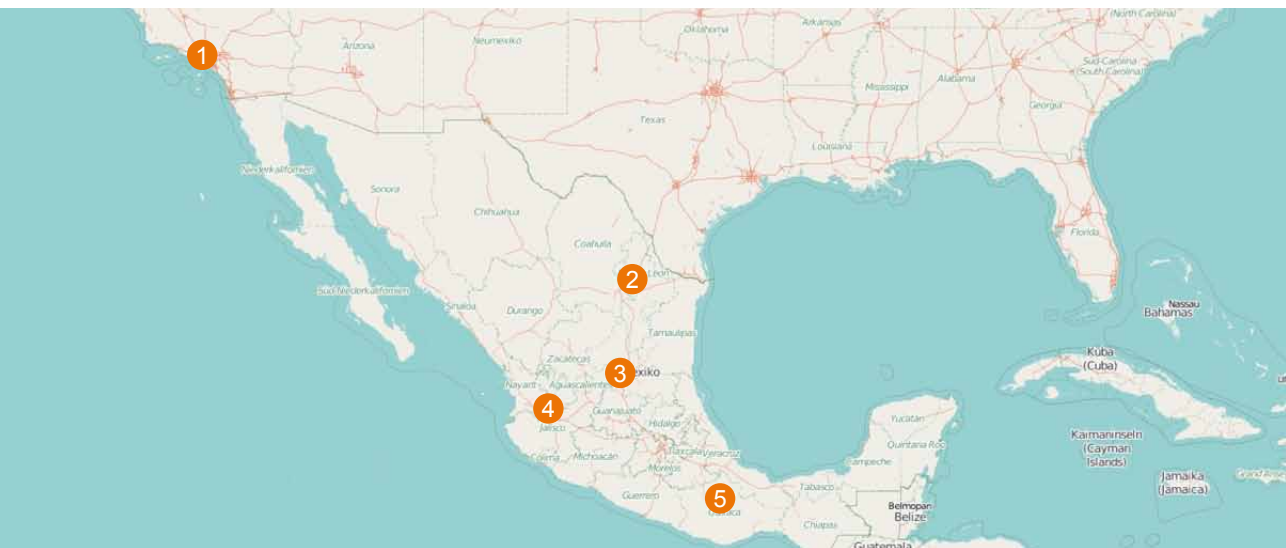 (North Carolina)
Arkansas
Oklahoma
Neumexiko
Arizona
1
Süd-Carolina
(South Carolina)
Alabama
Mississippi
Georgia
Texas
Louisiana
Niederkalifornien
Sonora
Chihuahua
Florida
Coahuila
León
2
Süd-Niederkalifornien
Sinaloa
Durango
Nassau
Bahamas
Tamaulipas
Kuba
(Cuba)
Zacatecas
3
exiko
Nayarit
Aguascaliente
4
Guanajuato
Jalisco
Hidalgo
Yucatán
Quintana Roo
Kaimaninseln
(Cayman
Islands)
Colima
Michoacán
Tlaxcala
Veracruz
Campeche
Morelos
Jamaika
(Jamaica)
Tabasco
Guerrero
5
Belmopan
Belize
Chiapas
Guatemala